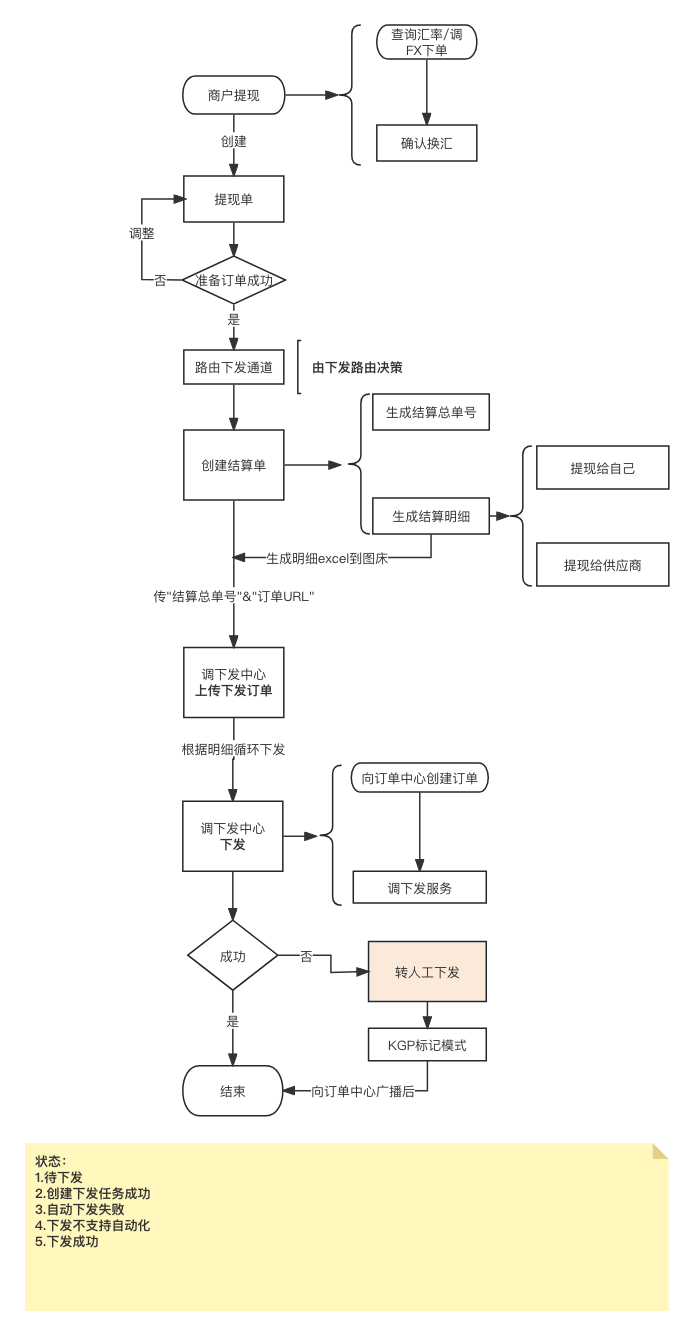 查询汇率/调
FX下单
商户提现
确认换汇
创建
提现单
调整
否
准备订单成功
是
路由下发通道
由下发路由决策
生成结算总单号
创建结算单
提现给自己
生成结算明细
生成明细excel到图床
提现给供应商
传"结算总单号"&"订单URL"
调下发中心
上传下发订单
根据明细循环下发
向订单中心创建订单
调下发中心
下发
调下发服务
成功
否
转人工下发
是
KGP标记模式
结束
向订单中心广播后
状态：
1.待下发
2.创建下发任务成功
3.自动下发失败
4.下发不支持自动化
5.下发成功